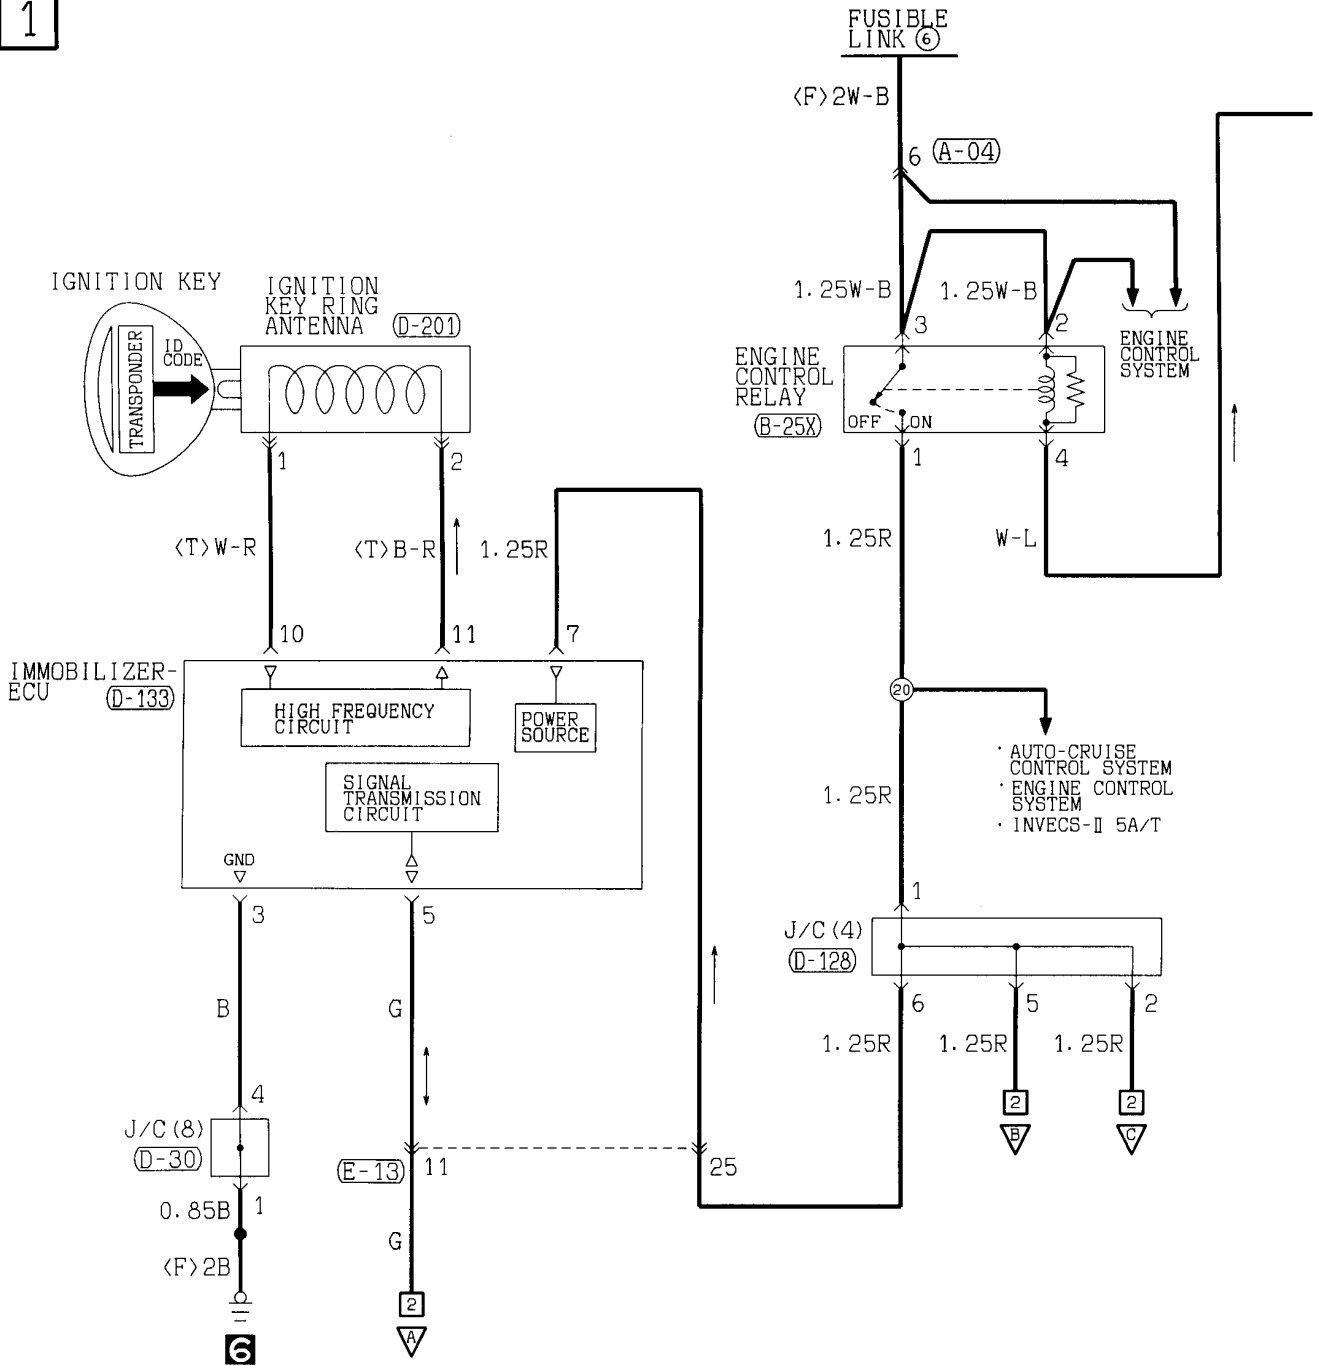 1
FUSIBLE
LINK ⑥
<F>2W-B
6 A-04
IGNITION KEY
IGNITION
KEY RING
ANTENNA D-201
1.25W-B
1.25W-B
3
2
ENGINE
CONTROL
SYSTEM
TRANSPONDER
ID
CODE
ENGINE
CONTROL
RELAY
B-25X
OFF
ON
1
2
1
4
<T>W-R
<T>B-R
1.25R
1.25R
W-L
10
11
7
IMMOBILIZER-
ECU
D-133
HIGH FREQUENCY
CIRCUIT
POWER
SOURCE
20
SIGNAL
TRANSMISSION
CIRCUIT
1.25R
· AUTO-CRUISE
CONTROL SYSTEM
· ENGINE CONTROL
SYSTEM
· INVECS-Ⅱ 5A/T
GND
3
5
1
J/C(4)
D-128
6
5
2
B
G
1.25R
1.25R
1.25R
4
2
2
J/C(8)
D-30
B
C
E-13
11
25
0.85B
1
G
<F>2B
2
A
6